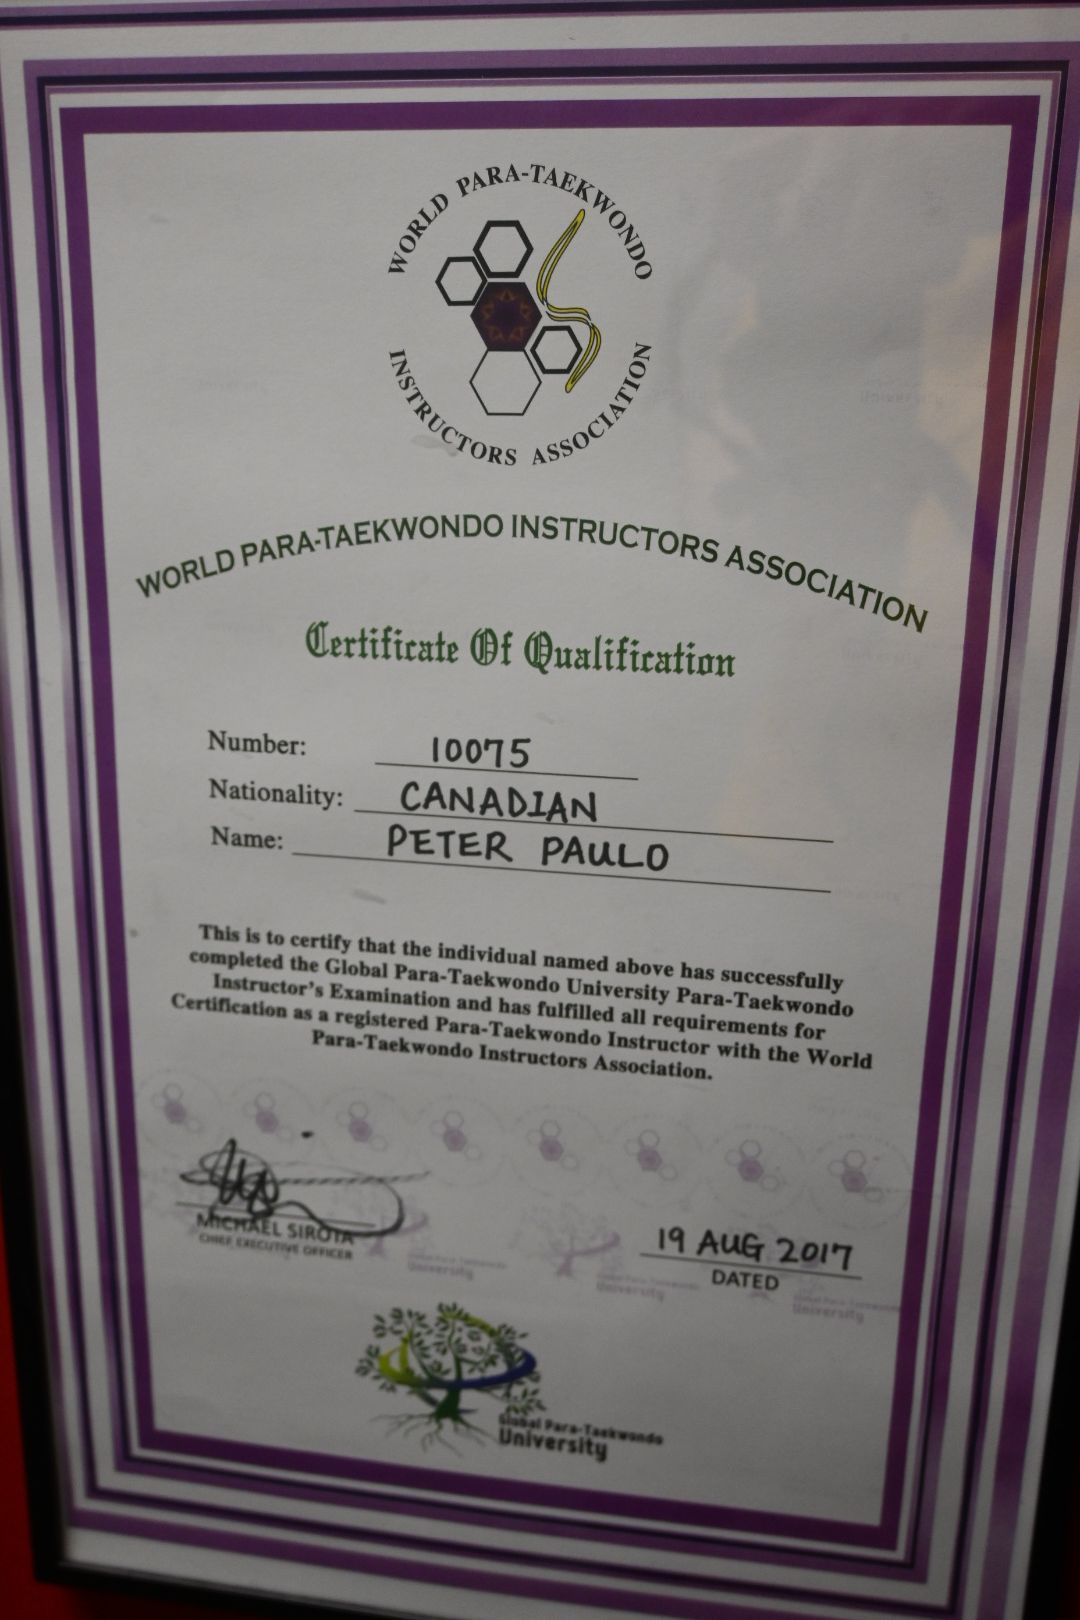 WORLD PARA-TAEKWONDO
INSTRUCTORS ASSOCIATION
WORLD PARA-TAEKWONDO INSTRUCTORS ASSOCIATION
Certificate Of Qualification
Number: 10075
Nationality: CANADIAN
Name: PETER PAULO
This is to certify that the individual named above has successfully
completed the Global Para-Taekwondo University Para-Taekwondo
Instructor's Examination and has fulfilled all requirements for
Certification as a registered Para-Taekwondo Instructor with the World
Para-Taekwondo Instructors Association.
MICHAEL SIROTA
CHIEF EXECUTIVE OFFICER
19 AUG 2017
DATED
Global Para-Taekwondo
University